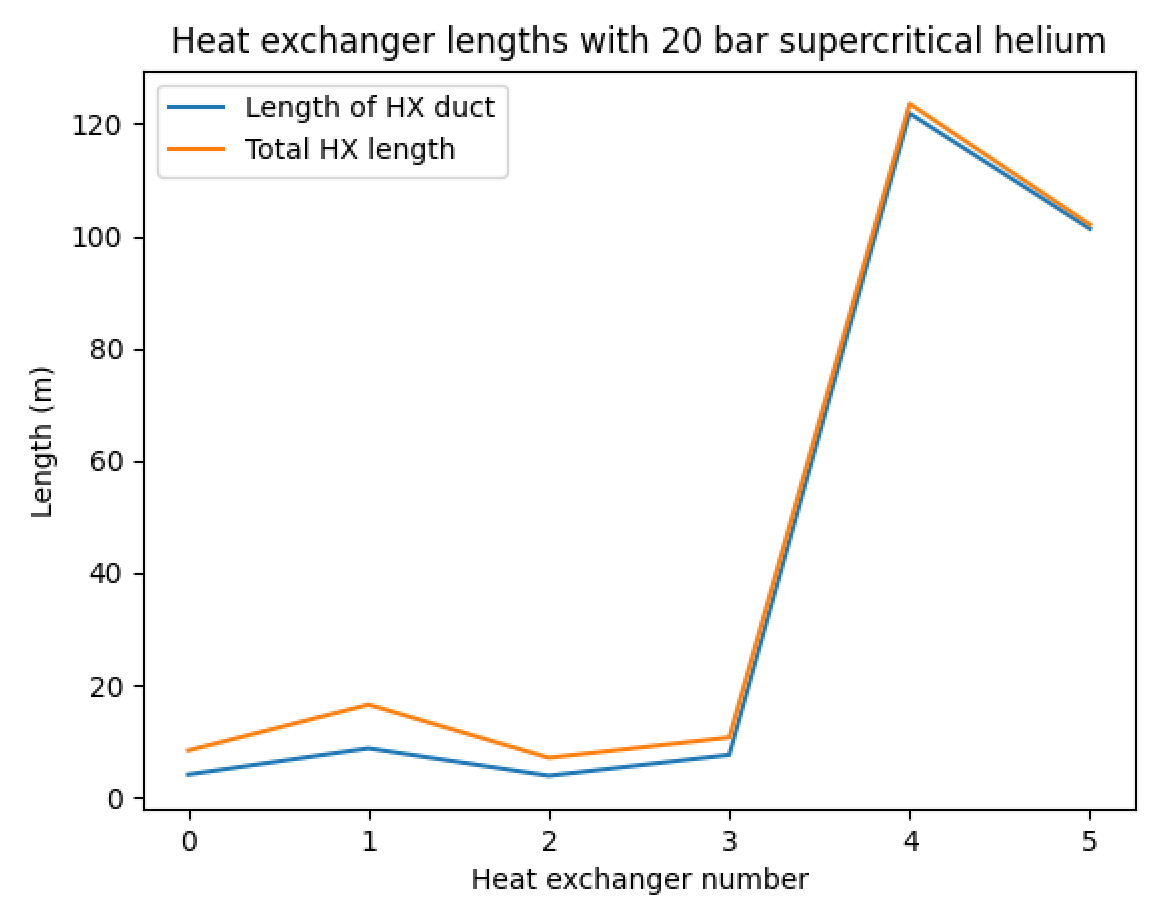 Heat exchanger lengths with 20 bar supercritical helium
Length of HX duct
Total HX length
120
100
80
60
40
20
0
Length (m)
0 1 2 3 4 5
Heat exchanger number